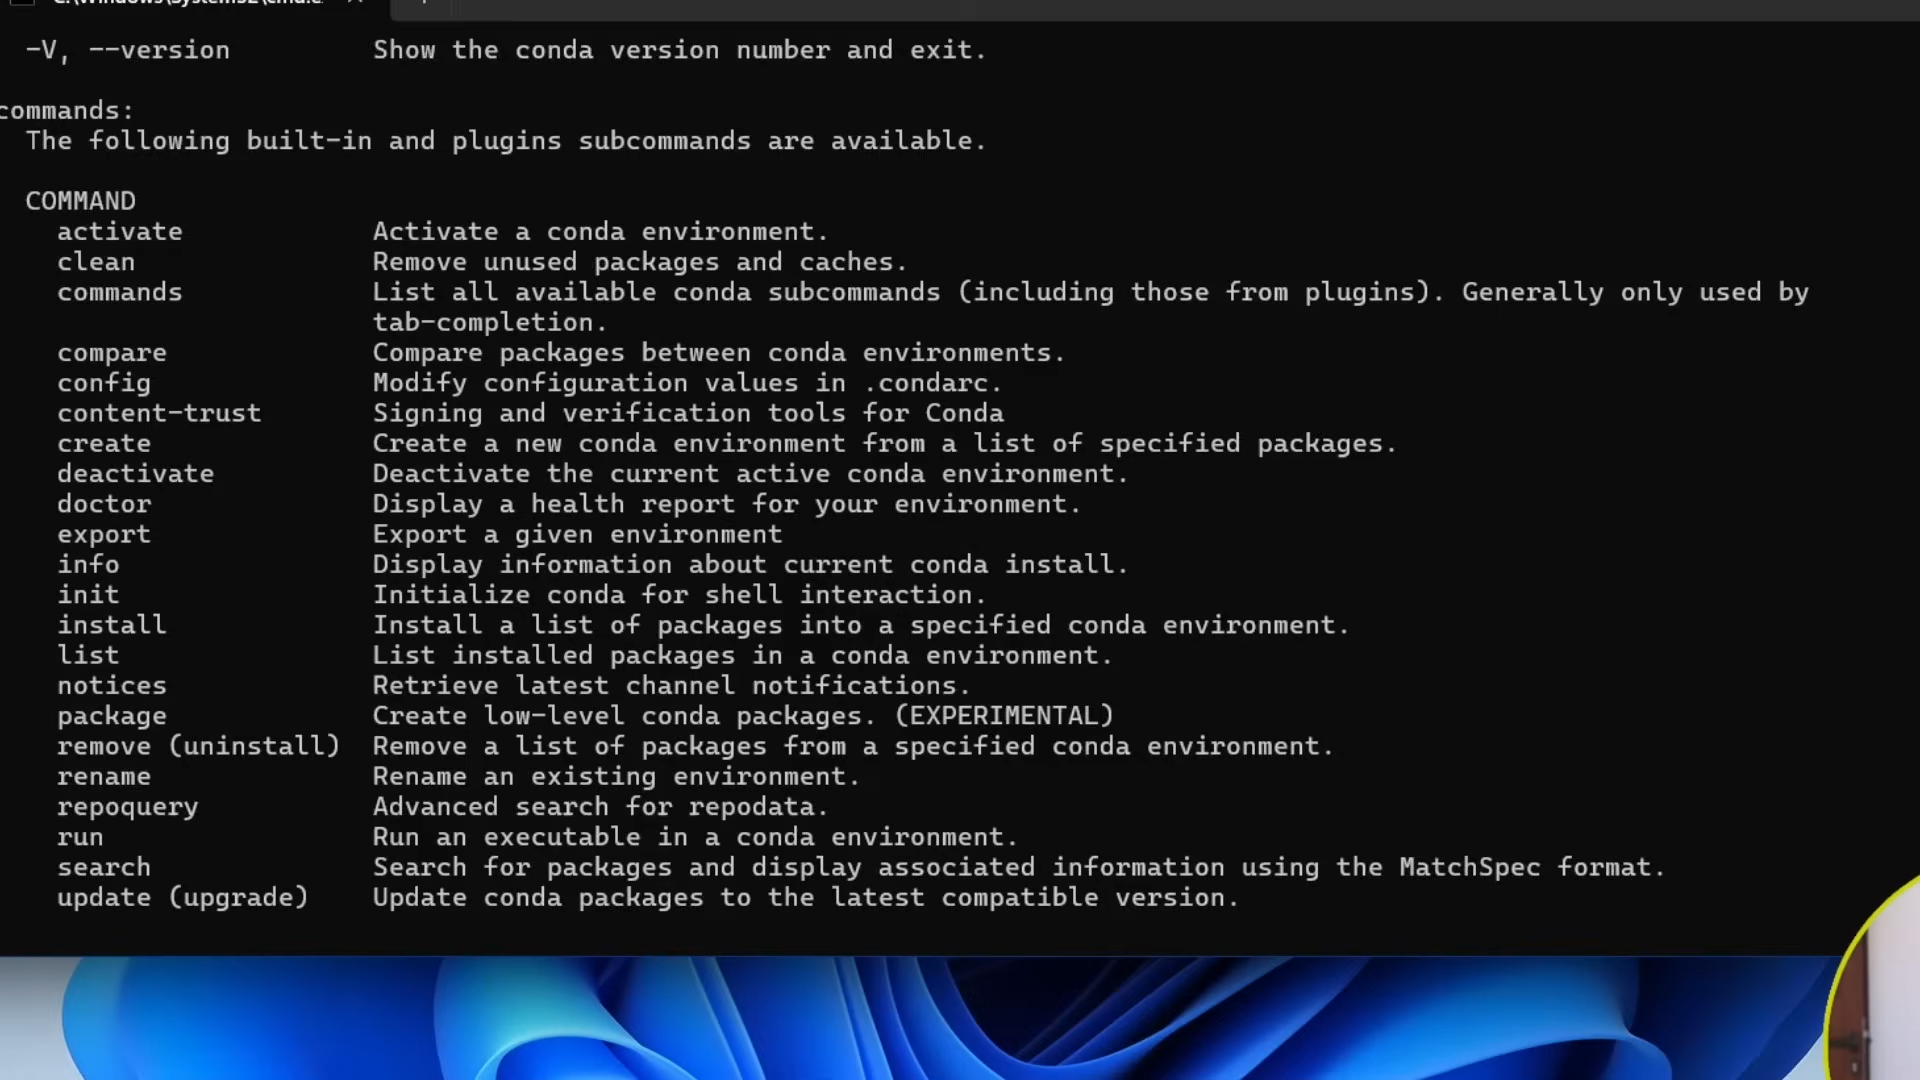 -V, --version Show the conda version number and exit.
commands:
The following built-in and plugins subcommands are available.
COMMAND
activate Activate a conda environment.
clean Remove unused packages and caches.
commands List all available conda subcommands (including those from plugins). Generally only used by
tab-completion.
compare Compare packages between conda environments.
config Modify configuration values in .condarc.
content-trust Signing and verification tools for Conda
create Create a new conda environment from a list of specified packages.
deactivate Deactivate the current active conda environment.
doctor Display a health report for your environment.
export Export a given environment
info Display information about current conda install.
init Initialize conda for shell interaction.
install Install a list of packages into a specified conda environment.
list List installed packages in a conda environment.
notices Retrieve latest channel notifications.
package Create low-level conda packages. (EXPERIMENTAL)
remove (uninstall) Remove a list of packages from a specified conda environment.
rename Rename an existing environment.
repoquery Advanced search for repodata.
run Run an executable in a conda environment.
search Search for packages and display associated information using the MatchSpec format.
update (upgrade) Update conda packages to the latest compatible version.